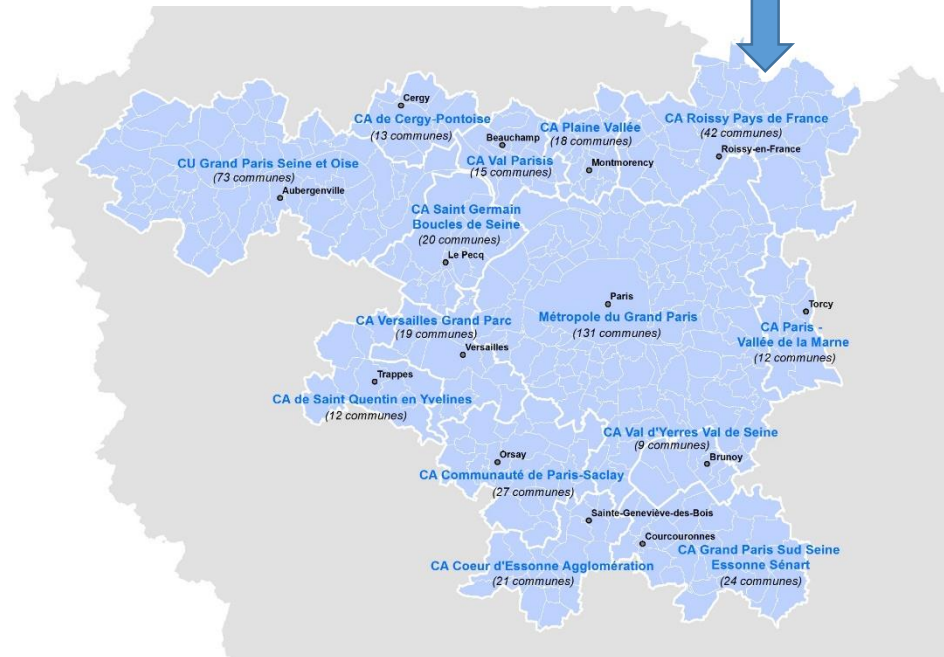 Cergy
CA de Cergy-Pontoise
(13 communes)
Beauchamp
CA Val Parisis
(15 communes)
CA Plaine Vallée
(18 communes)
Montmorency
CA Roissy Pays de France
(42 communes)
Roissy-en-France
CU Grand Paris Seine et Oise
(73 communes)
Aubergenville
CA Saint Germain
Boucles de Seine
(20 communes)
Le Pecq
Paris
Métropole du Grand Paris
(131 communes)
Torcy
CA Paris -
Vallée de la Marne
(12 communes)
CA Versailles Grand Parc
(19 communes)
Versailles
Trappes
CA de Saint Quentin en Yvelines
(12 communes)
CA Val d'Yerres Val de Seine
(9 communes)
Brunoy
Orsay
CA Communauté de Paris-Saclay
(27 communes)
Sainte-Geneviève-des-Bois
Courcouronnes
CA Coeur d'Essonne Agglomération
(21 communes)
CA Grand Paris Sud Seine
Essonne Sénart
(24 communes)